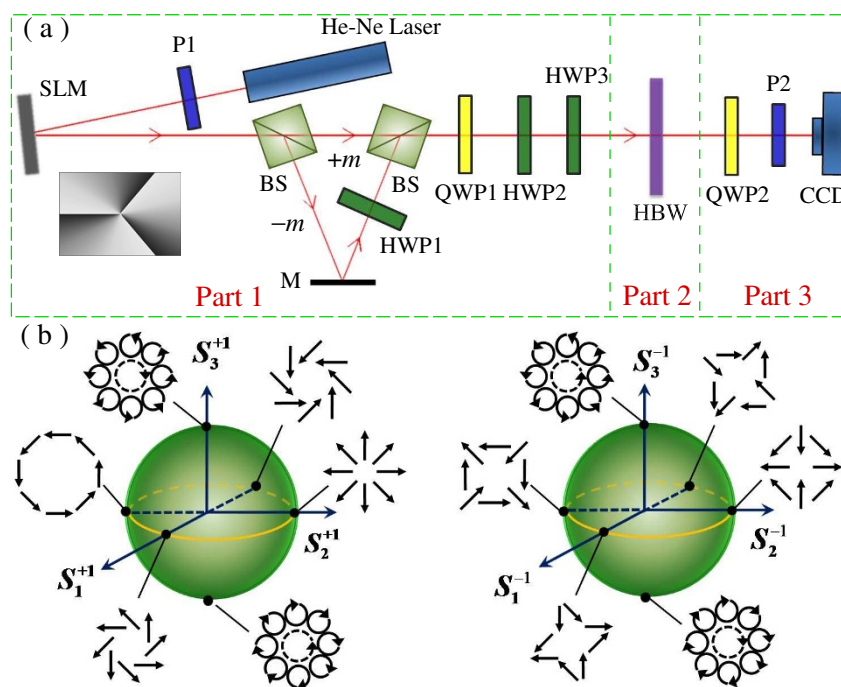 ( a )
He-Ne Laser
P1
SLM
HWP3
P2
+m
BS
BS
QWP1
HWP2
QWP2
CCD
HBW
−m
HWP1
M
Part 1
Part 2
Part 3
( b )
S₃⁺¹
S₃⁻¹
S₂⁺¹
S₂⁻¹
S₁⁺¹
S₁⁻¹